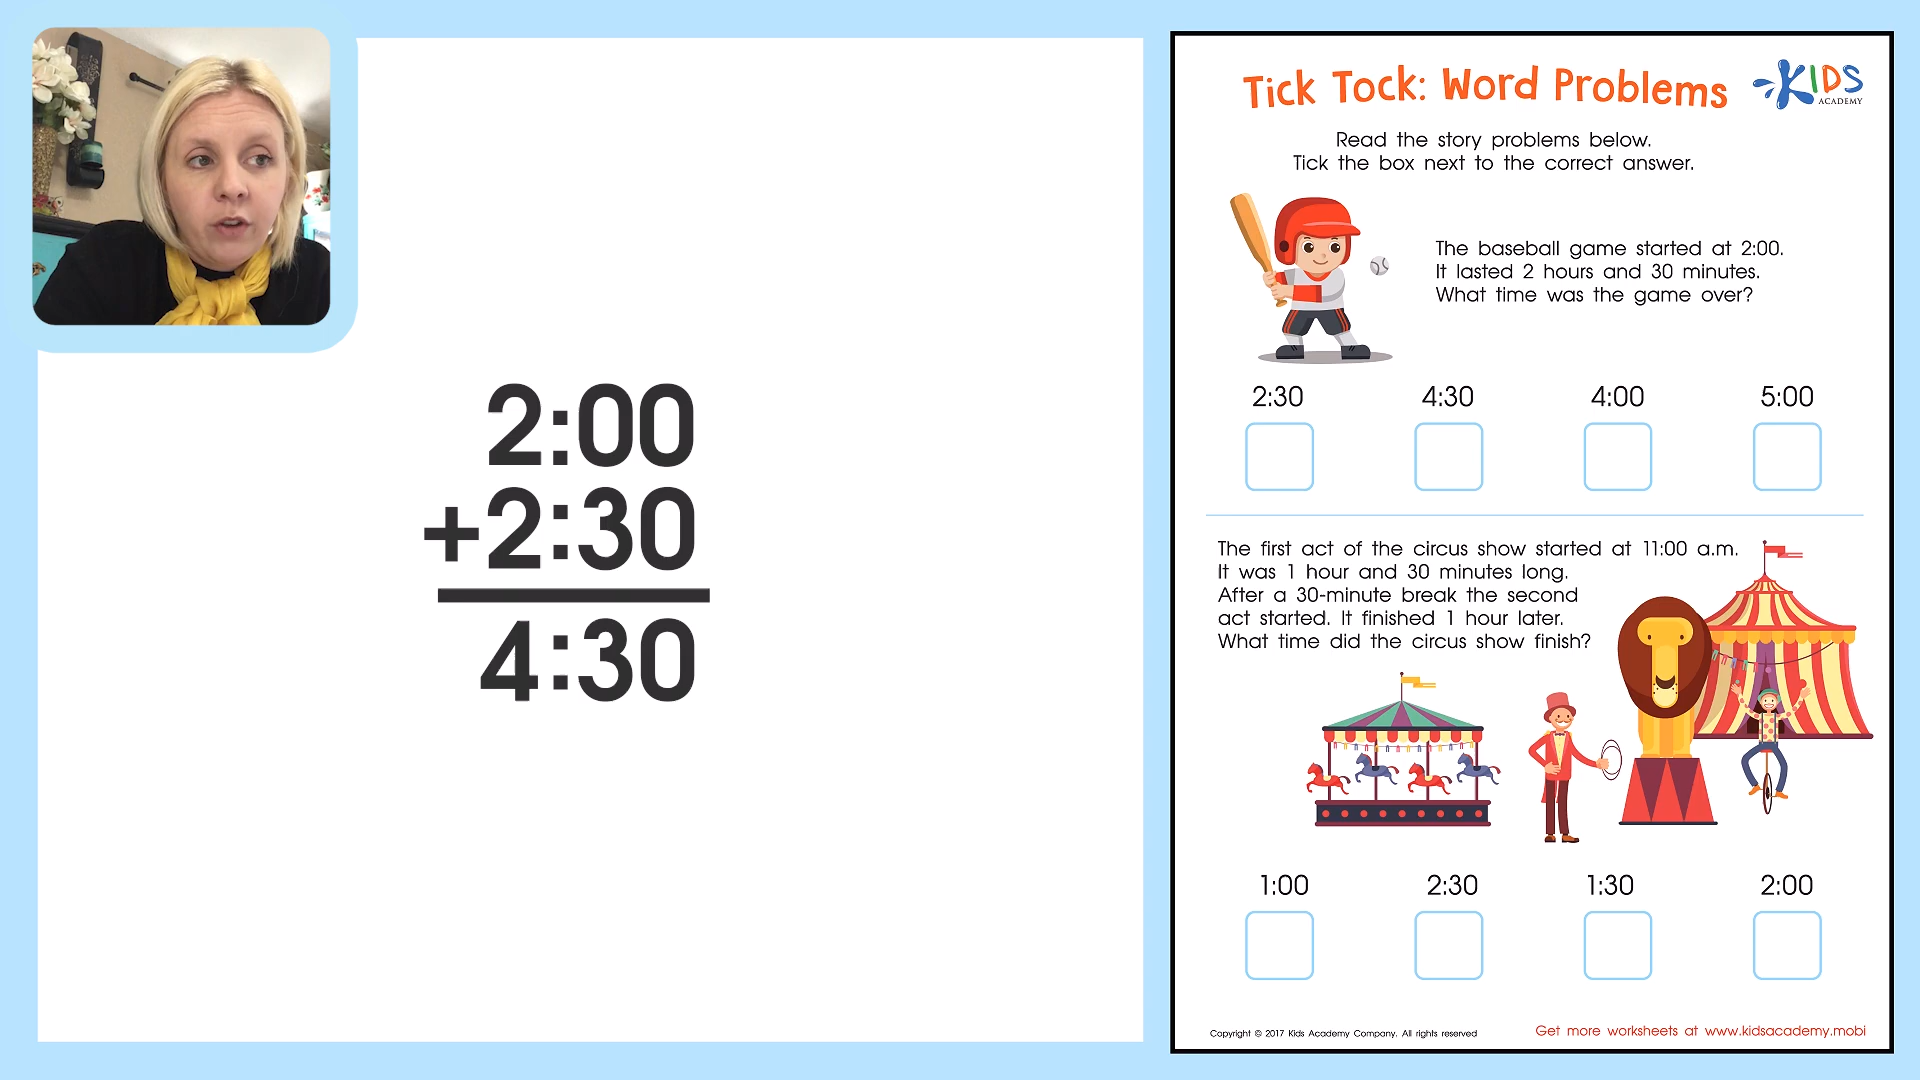 2:00
+2:30
4:30
Tick Tock: Word Problems
KIDS
ACADEMY
Read the story problems below.
Tick the box next to the correct answer.
The baseball game started at 2:00.
It lasted 2 hours and 30 minutes.
What time was the game over?
2:30 4:30 4:00 5:00
The first act of the circus show started at 11:00 a.m.
It was 1 hour and 30 minutes long.
After a 30-minute break the second
act started. It finished 1 hour later.
What time did the circus show finish?
1:00 2:30 1:30 2:00
Copyright © 2017 Kids Academy Company. All rights reserved
Get more worksheets at www.kidsacademy.mobi